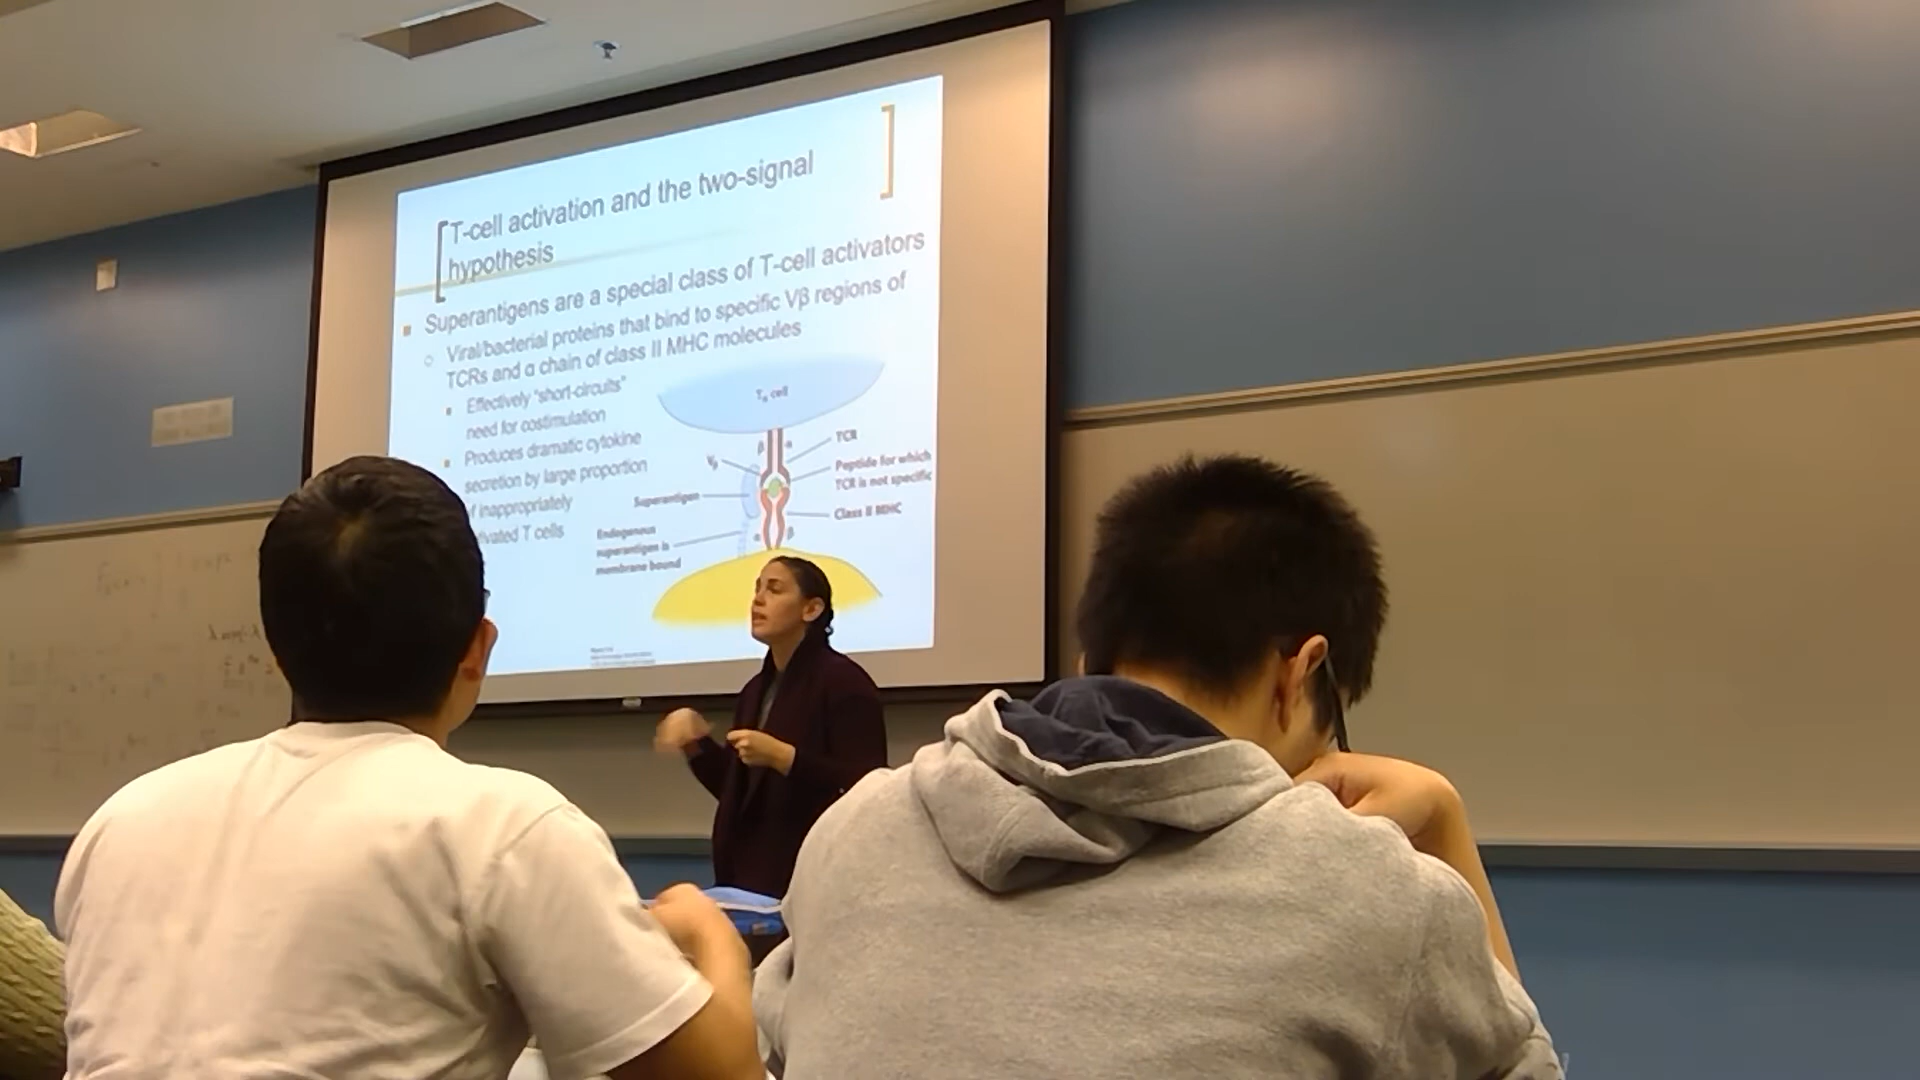 T-cell activation and the two-signal
hypothesis
Superantigens are a special class of T-cell activators
Viral/bacterial proteins that bind to specific Vβ regions of
TCRs and α chain of class II MHC molecules
Effectively "short-circuits"
need for costimulation
Produces dramatic cytokine
secretion by large proportion
f inappropriately
tivated T cells
TH cell
β
α
TCR
Vβ
Peptide for which
TCR is not specific
Superantigen
Class II MHC
Endogenous
superantigen is
membrane bound
α
β